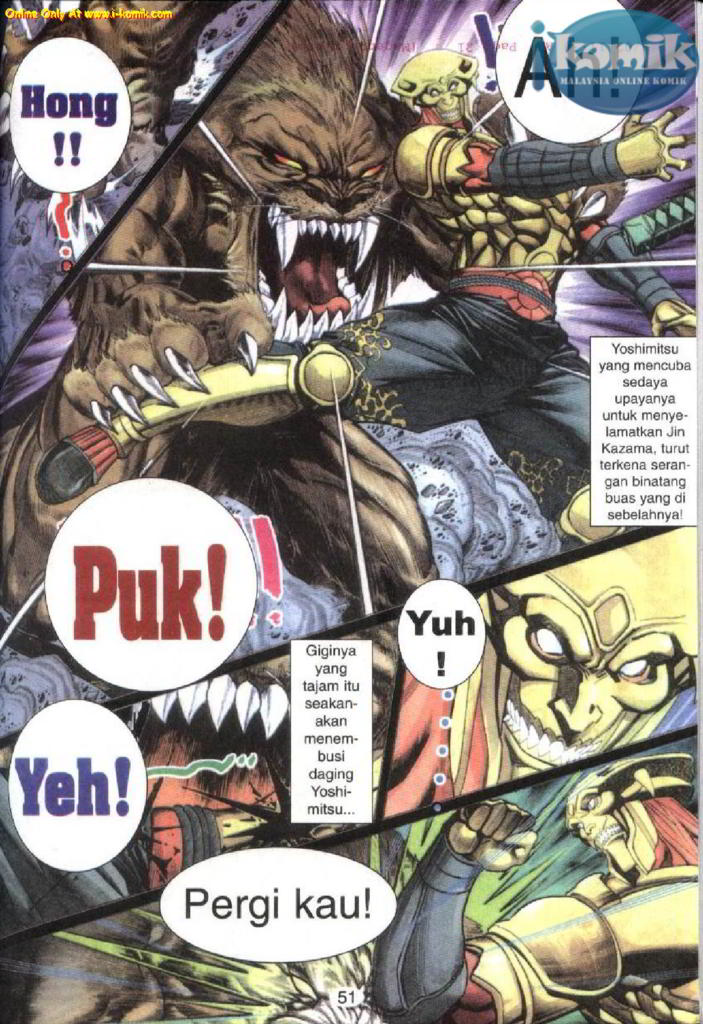 Online Only At www.i-komik.com
Hong
!!
Ah!
ikomik
MALAYSIA ONLINE KOMIK
Yoshimitsu
yang mencuba
sedaya
upayanya
untuk menye-
lamatkan Jin
Kazama, turut
terkena seran-
gan binatang
buas yang di
sebelahnya!
Puk!
Yuh
!
Giginya
yang
tajam itu
seakan-
akan
menem-
busi
daging
Yoshi-
mitsu...
Yeh!
Pergi kau!
51